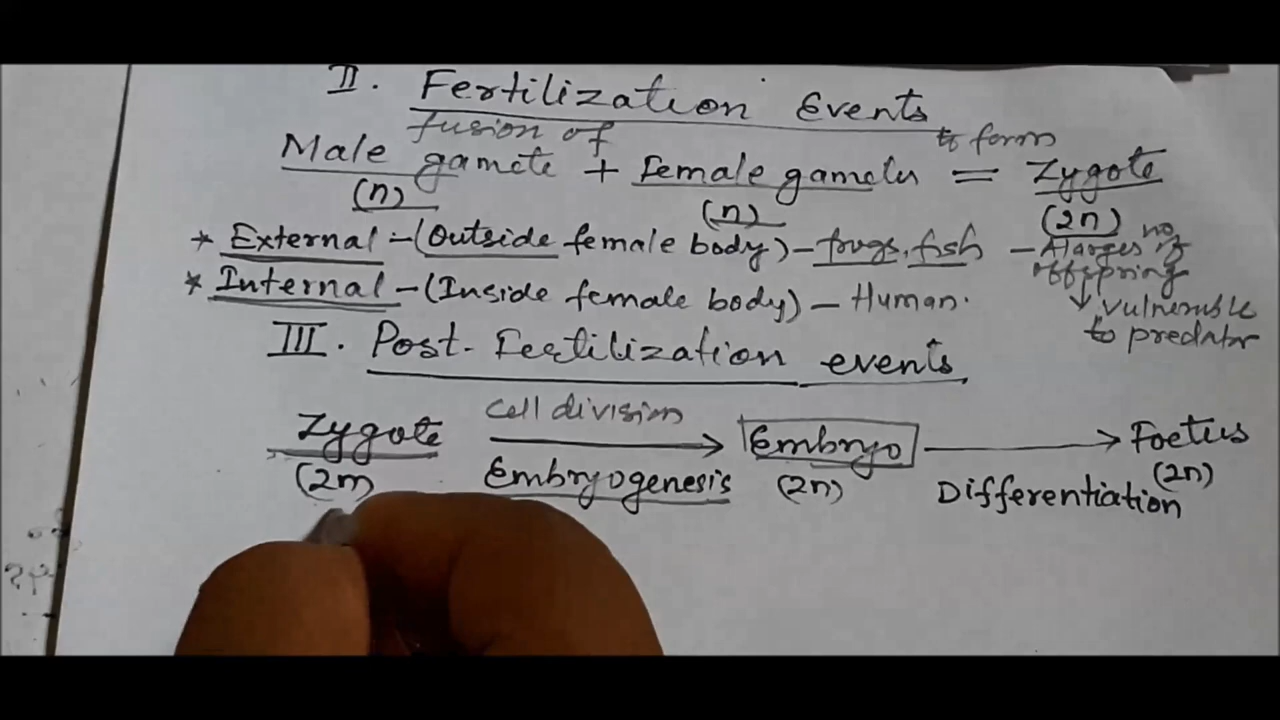 II. Fertilization Events
fusion of to form
Male gamete + Female gametes = Zygote
(n) (n) (2n)
* External - (Outside female body) - frogs, fish - A large no of offspring
↓ vulnerable to predator
* Internal - (Inside female body) - Human.
III. Post-Fertilization events
Zygote cell division → Embryo → Foetus
(2n) Embryogenesis (2n) Differentiation (2n)